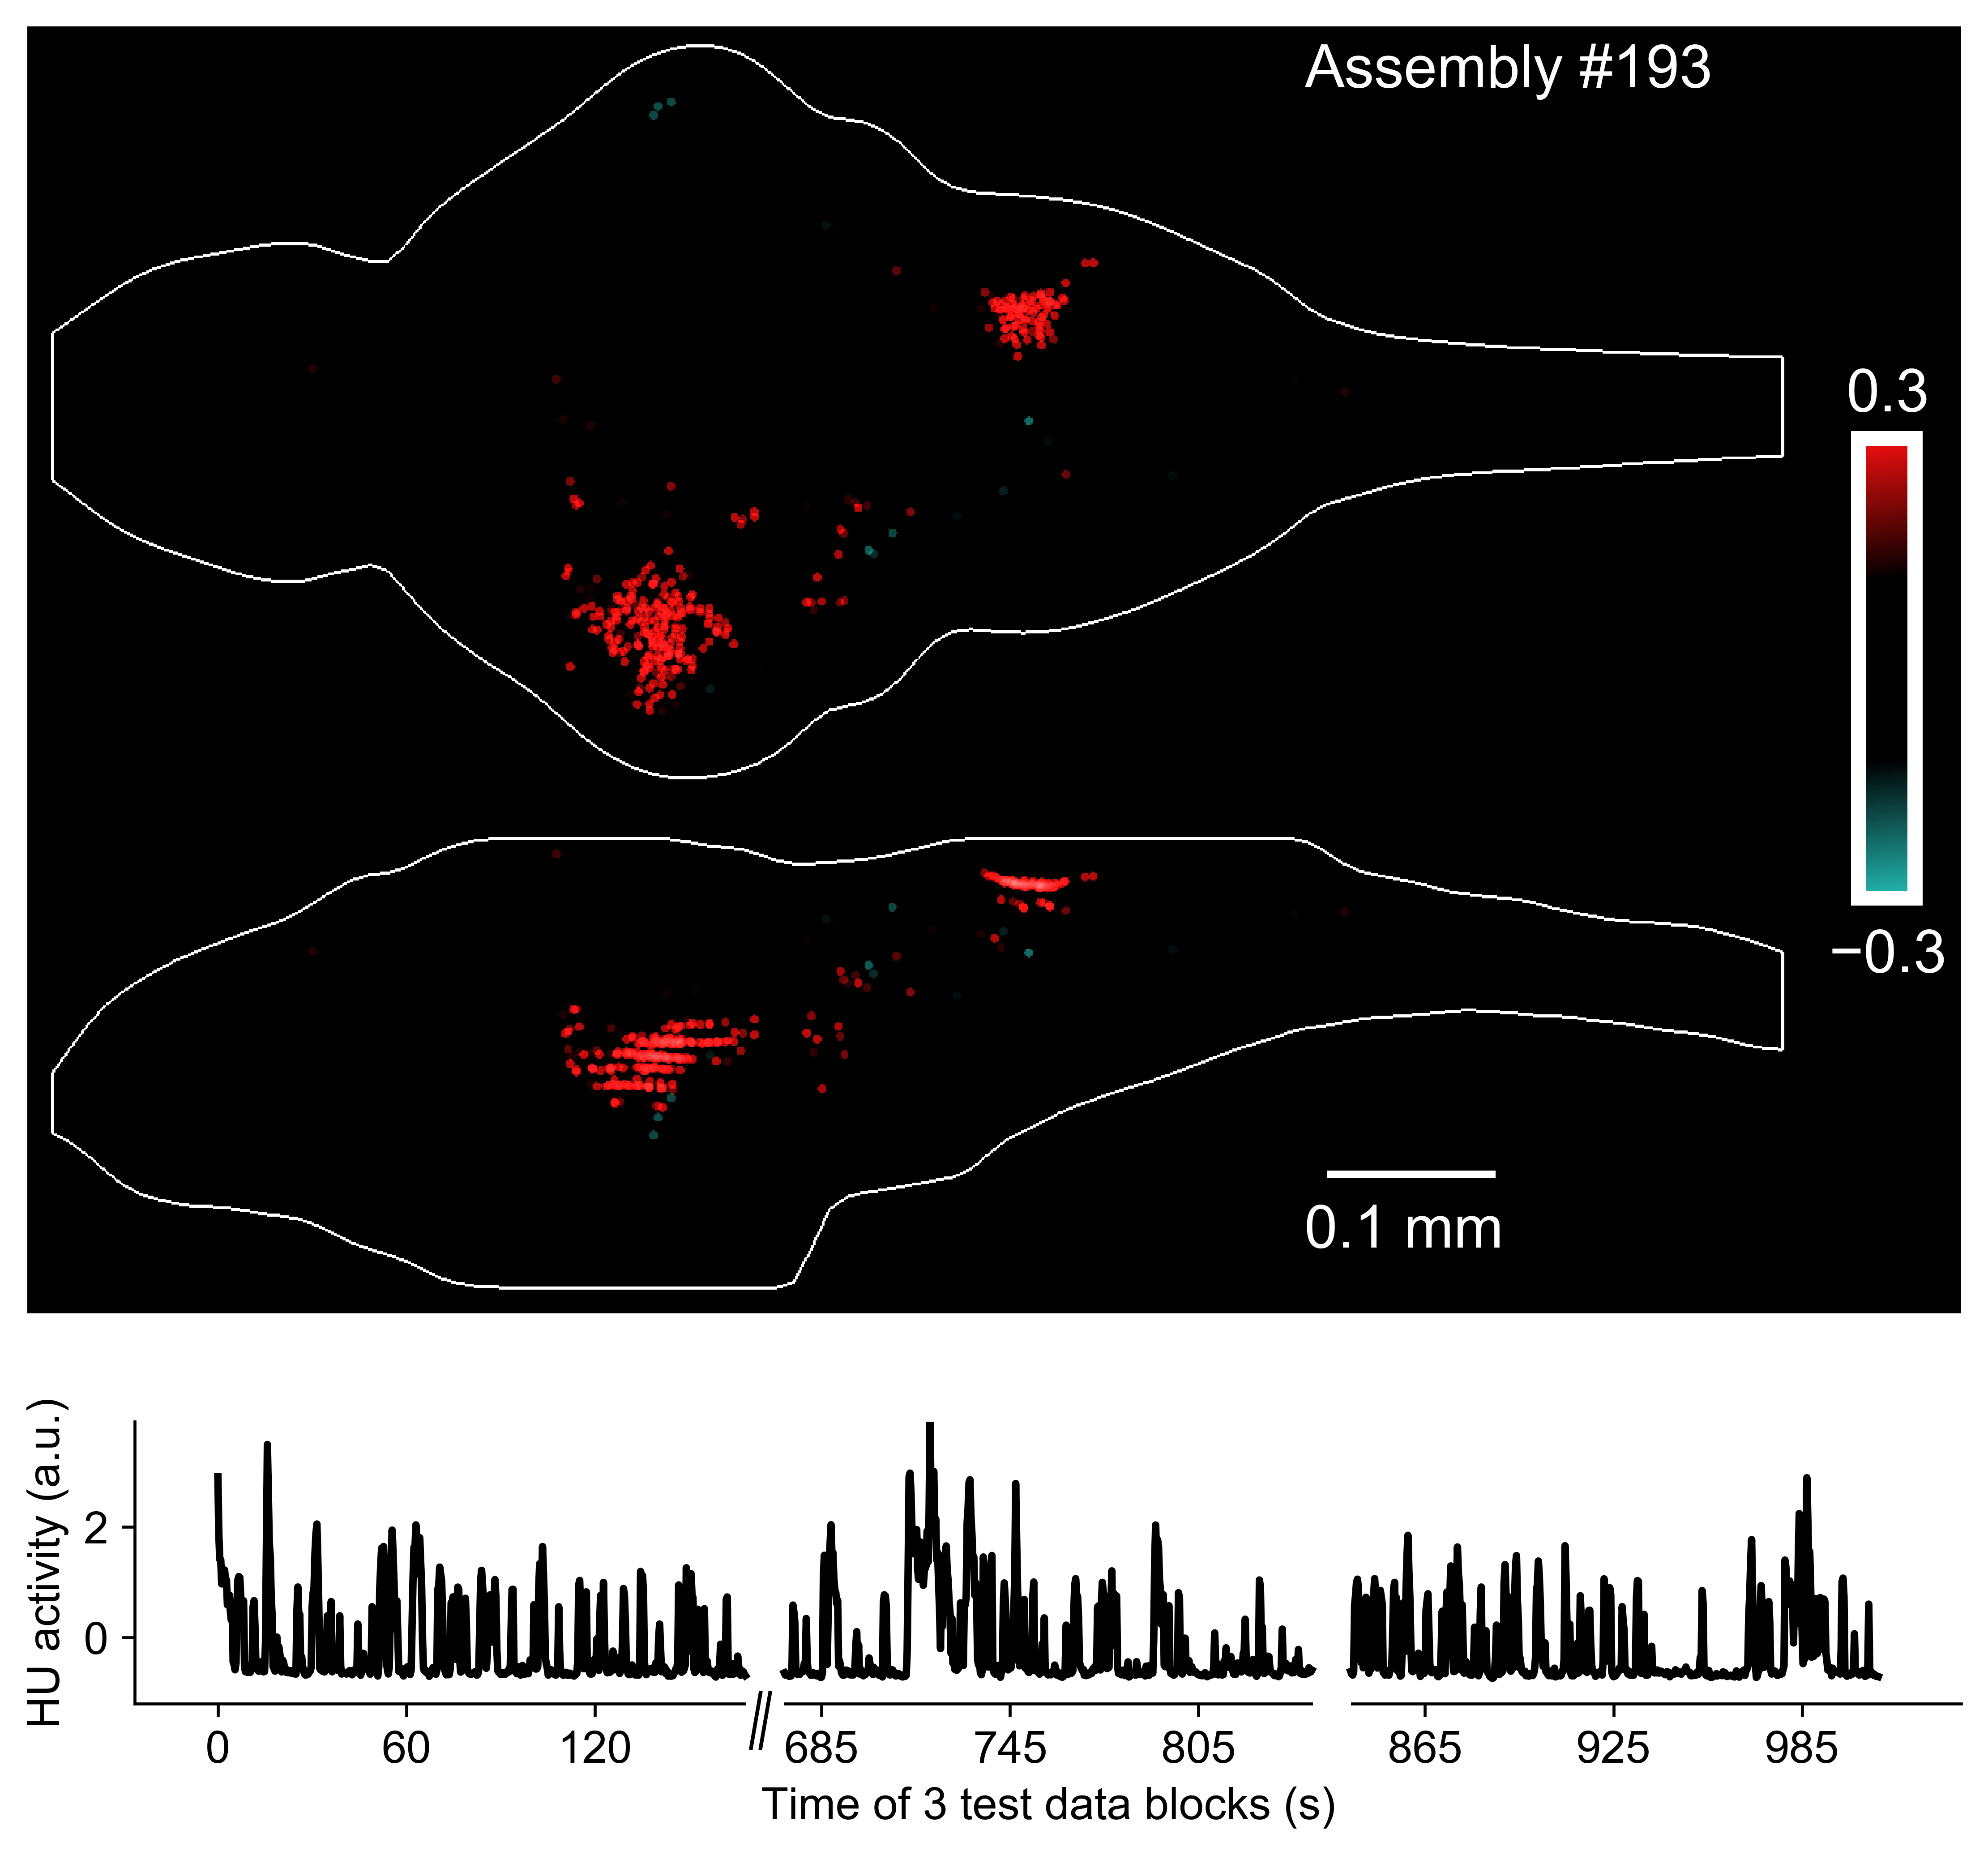 Assembly #193
0.3
−0.3
0.1 mm
HU activity (a.u.)
2
0
0 60 120 685 745 805 865 925 985
Time of 3 test data blocks (s)